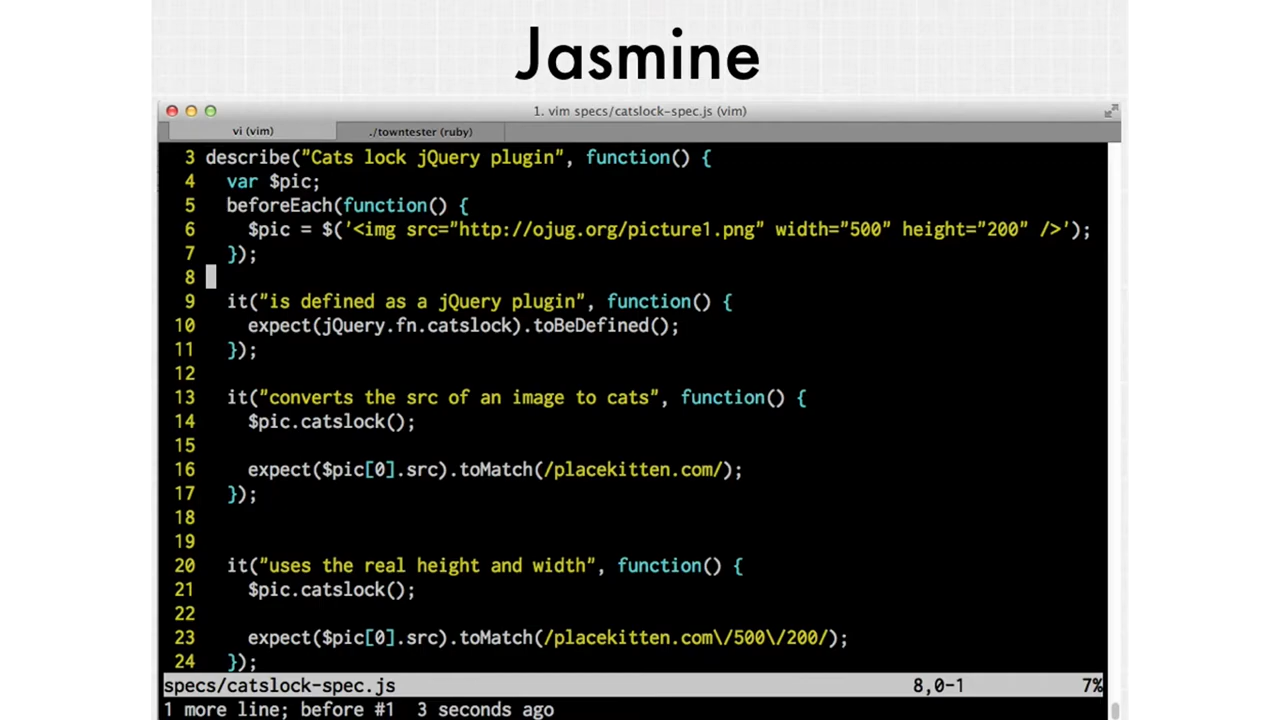 Jasmine
1. vim specs/catslock-spec.js (vim)
vi (vim)
./towntester (ruby)
3 describe("Cats lock jQuery plugin", function() {
4   var $pic;
5   beforeEach(function() {
6     $pic = $('<img src="http://ojug.org/picture1.png" width="500" height="200" />');
7   });
8
9   it("is defined as a jQuery plugin", function() {
10     expect(jQuery.fn.catslock).toBeDefined();
11   });
12
13   it("converts the src of an image to cats", function() {
14     $pic.catslock();
15
16     expect($pic[0].src).toMatch(/placekitten.com/);
17   });
18
19
20   it("uses the real height and width", function() {
21     $pic.catslock();
22
23     expect($pic[0].src).toMatch(/placekitten.com\/500\/200/);
24   });
specs/catslock-spec.js 8,0-1 7%
1 more line; before #1  3 seconds ago